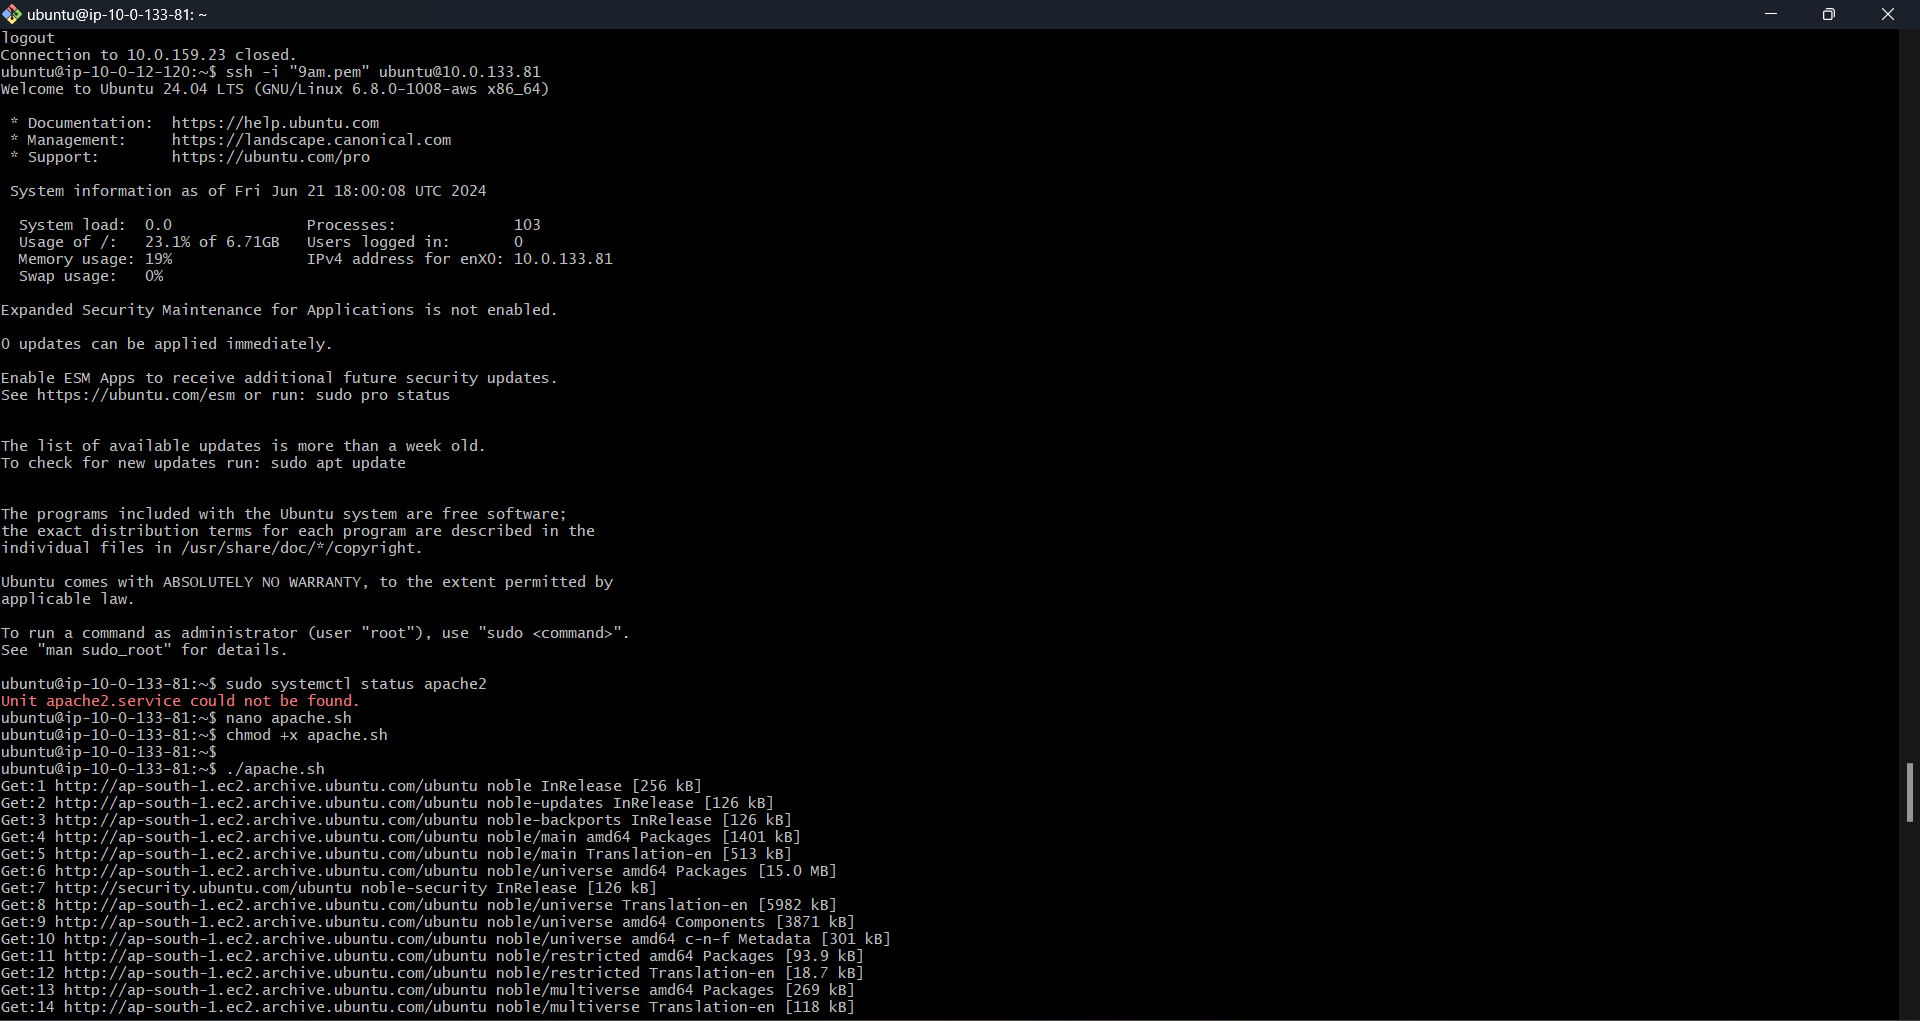 ubuntu@ip-10-0-133-81: ~
logout
Connection to 10.0.159.23 closed.
ubuntu@ip-10-0-12-120:~$ ssh -i "9am.pem" ubuntu@10.0.133.81
Welcome to Ubuntu 24.04 LTS (GNU/Linux 6.8.0-1008-aws x86_64)

 * Documentation:  https://help.ubuntu.com
 * Management:     https://landscape.canonical.com
 * Support:        https://ubuntu.com/pro

 System information as of Fri Jun 21 18:00:08 UTC 2024

  System load:  0.0               Processes:             103
  Usage of /:   23.1% of 6.71GB   Users logged in:       0
  Memory usage: 19%               IPv4 address for enX0: 10.0.133.81
  Swap usage:   0%

Expanded Security Maintenance for Applications is not enabled.

0 updates can be applied immediately.

Enable ESM Apps to receive additional future security updates.
See https://ubuntu.com/esm or run: sudo pro status


The list of available updates is more than a week old.
To check for new updates run: sudo apt update


The programs included with the Ubuntu system are free software;
the exact distribution terms for each program are described in the
individual files in /usr/share/doc/*/copyright.

Ubuntu comes with ABSOLUTELY NO WARRANTY, to the extent permitted by
applicable law.

To run a command as administrator (user "root"), use "sudo <command>".
See "man sudo_root" for details.

ubuntu@ip-10-0-133-81:~$ sudo systemctl status apache2
Unit apache2.service could not be found.
ubuntu@ip-10-0-133-81:~$ nano apache.sh
ubuntu@ip-10-0-133-81:~$ chmod +x apache.sh
ubuntu@ip-10-0-133-81:~$
ubuntu@ip-10-0-133-81:~$ ./apache.sh
Get:1 http://ap-south-1.ec2.archive.ubuntu.com/ubuntu noble InRelease [256 kB]
Get:2 http://ap-south-1.ec2.archive.ubuntu.com/ubuntu noble-updates InRelease [126 kB]
Get:3 http://ap-south-1.ec2.archive.ubuntu.com/ubuntu noble-backports InRelease [126 kB]
Get:4 http://ap-south-1.ec2.archive.ubuntu.com/ubuntu noble/main amd64 Packages [1401 kB]
Get:5 http://ap-south-1.ec2.archive.ubuntu.com/ubuntu noble/main Translation-en [513 kB]
Get:6 http://ap-south-1.ec2.archive.ubuntu.com/ubuntu noble/universe amd64 Packages [15.0 MB]
Get:7 http://security.ubuntu.com/ubuntu noble-security InRelease [126 kB]
Get:8 http://ap-south-1.ec2.archive.ubuntu.com/ubuntu noble/universe Translation-en [5982 kB]
Get:9 http://ap-south-1.ec2.archive.ubuntu.com/ubuntu noble/universe amd64 Components [3871 kB]
Get:10 http://ap-south-1.ec2.archive.ubuntu.com/ubuntu noble/universe amd64 c-n-f Metadata [301 kB]
Get:11 http://ap-south-1.ec2.archive.ubuntu.com/ubuntu noble/restricted amd64 Packages [93.9 kB]
Get:12 http://ap-south-1.ec2.archive.ubuntu.com/ubuntu noble/restricted Translation-en [18.7 kB]
Get:13 http://ap-south-1.ec2.archive.ubuntu.com/ubuntu noble/multiverse amd64 Packages [269 kB]
Get:14 http://ap-south-1.ec2.archive.ubuntu.com/ubuntu noble/multiverse Translation-en [118 kB]